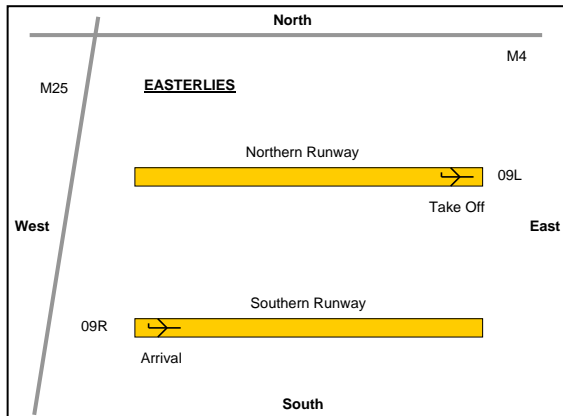 North
M4
M25
EASTERLIES
Northern Runway
09L
Take Off
West
East
Southern Runway
09R
Arrival
South